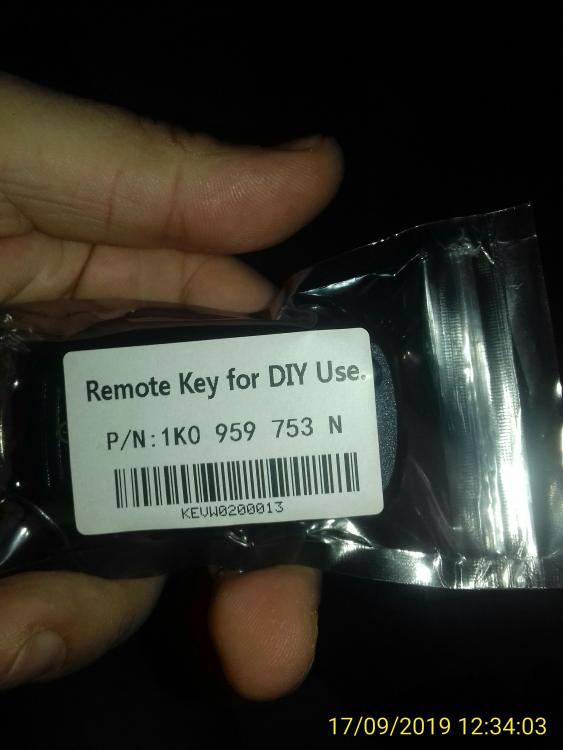 Remote Key for DIY Use.
P/N:1K0 959 753 N
KEVW0200013
17/09/2019 12:34:03